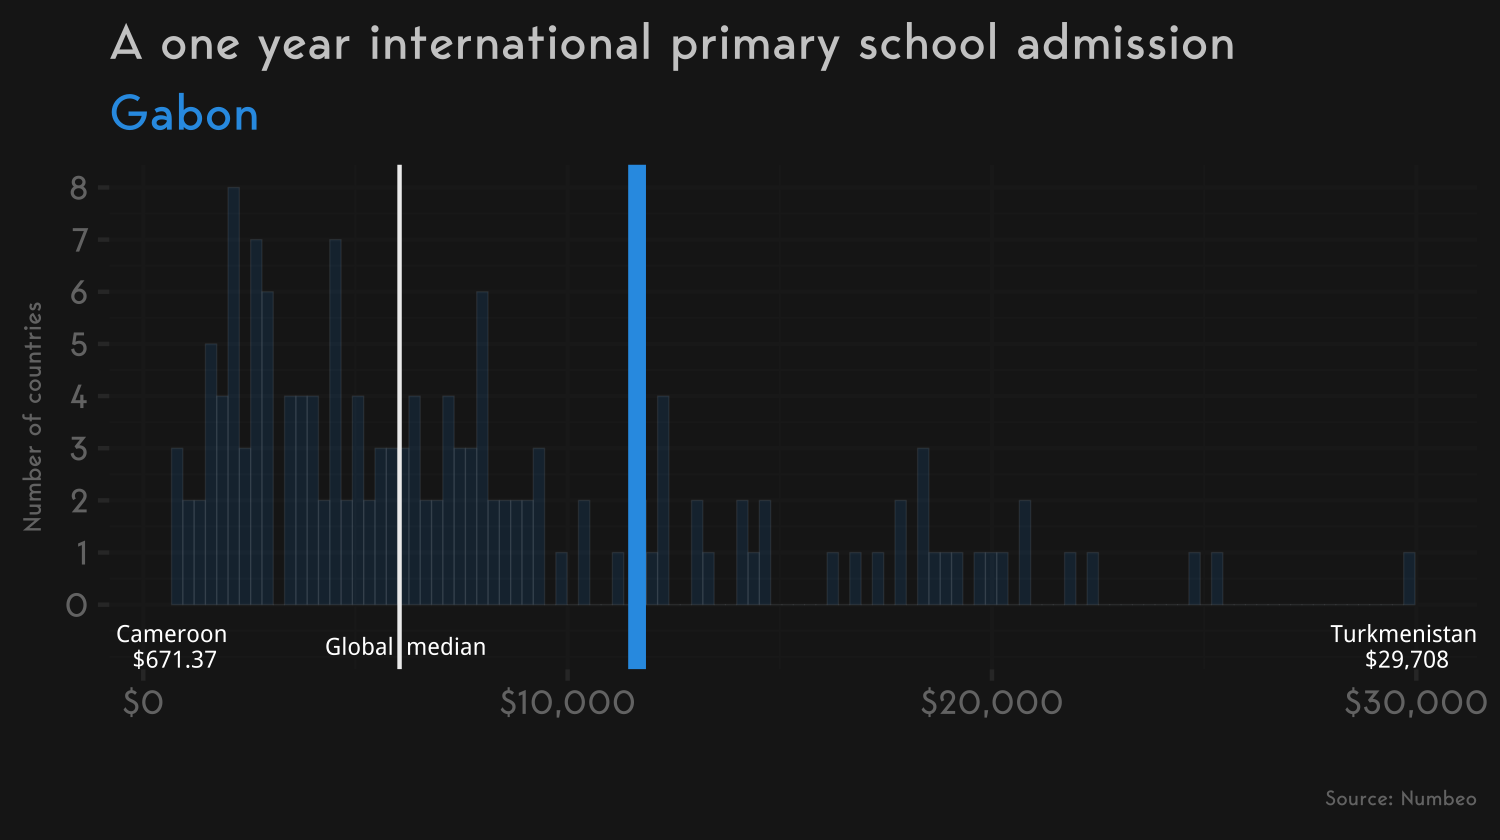 A one year international primary school admission
Gabon
Number of countries
8
7
6
5
4
3
2
1
0
Cameroon
$671.37
Global median
Turkmenistan
$29,708
$0 $10,000 $20,000 $30,000
Source: Numbeo